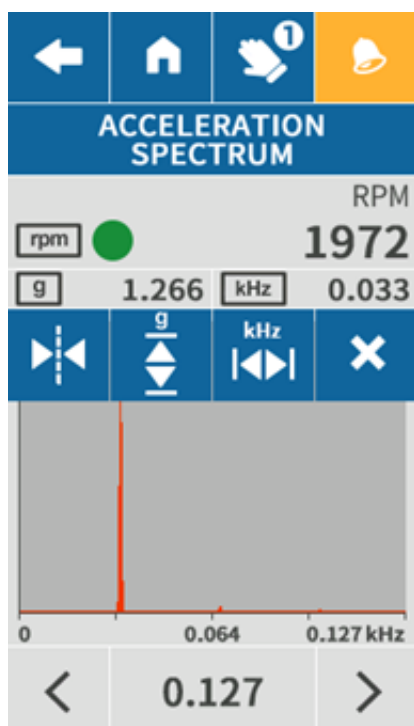 1
ACCELERATION
SPECTRUM
RPM
rpm 1972
g 1.266 kHz 0.033
g kHz
0 0.064 0.127 kHz
0.127